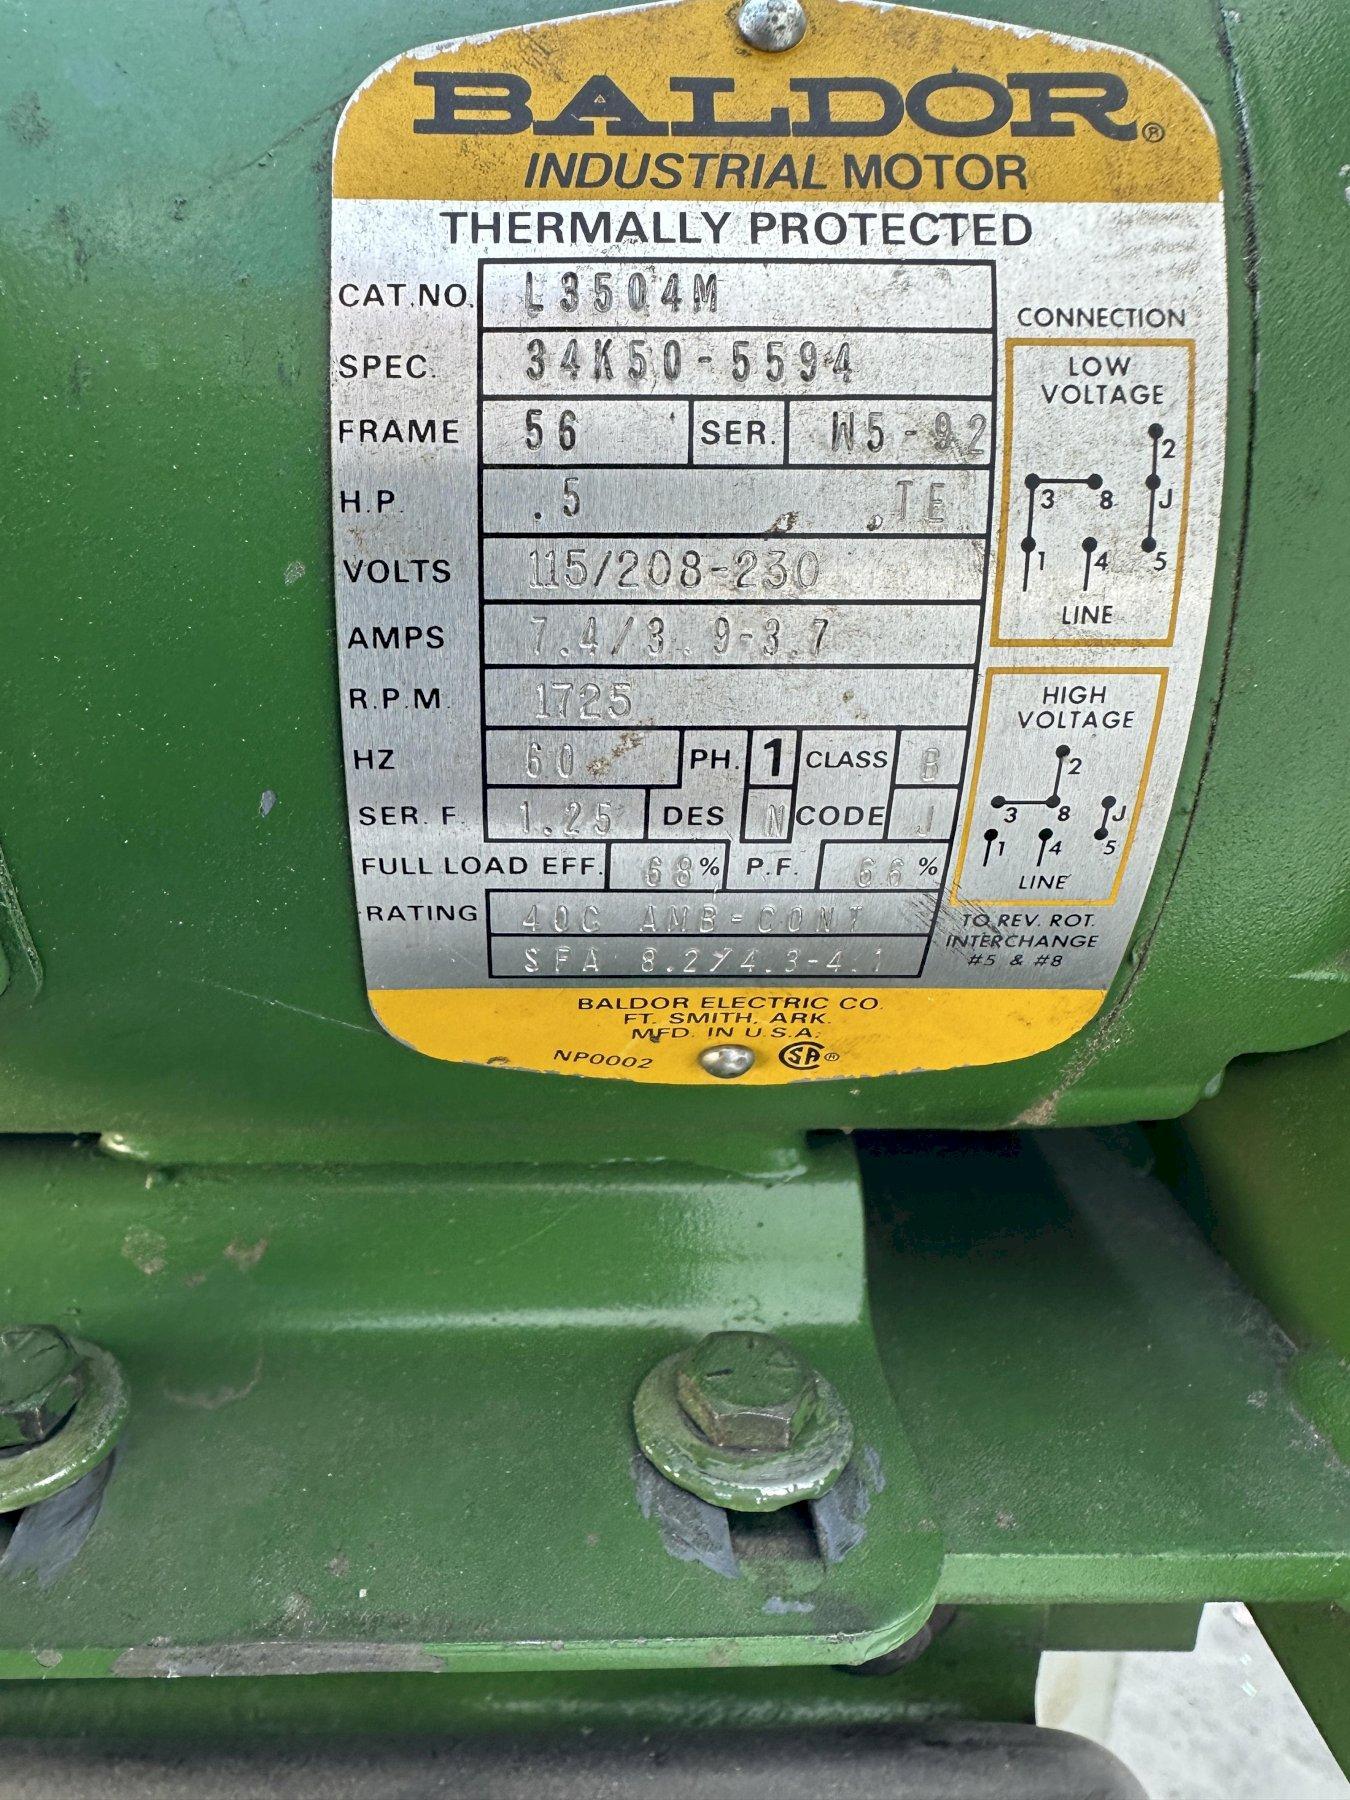 BALDOR®
INDUSTRIAL MOTOR
THERMALLY PROTECTED
CAT.NO. L3504M
SPEC. 34K50-5594
FRAME 56 SER. W5-92
H.P. .5 .TE
VOLTS 115/208-230
AMPS 7.4/3.9-3.7
R.P.M. 1725
HZ 60 PH. 1 CLASS B
SER. F. 1.25 DES N CODE J
FULL LOAD EFF. 68% P.F. 66%
RATING 40C AMB-CONT
SFA 8.2/4.3-4.1
CONNECTION
LOW
VOLTAGE
2
3 8 J
1 4 5
LINE
HIGH
VOLTAGE
2
3 8 J
1 4 5
LINE
TO REV. ROT.
INTERCHANGE
#5 & #8
BALDOR ELECTRIC CO.
FT. SMITH, ARK.
MFD. IN U.S.A.
NP0002 SA®